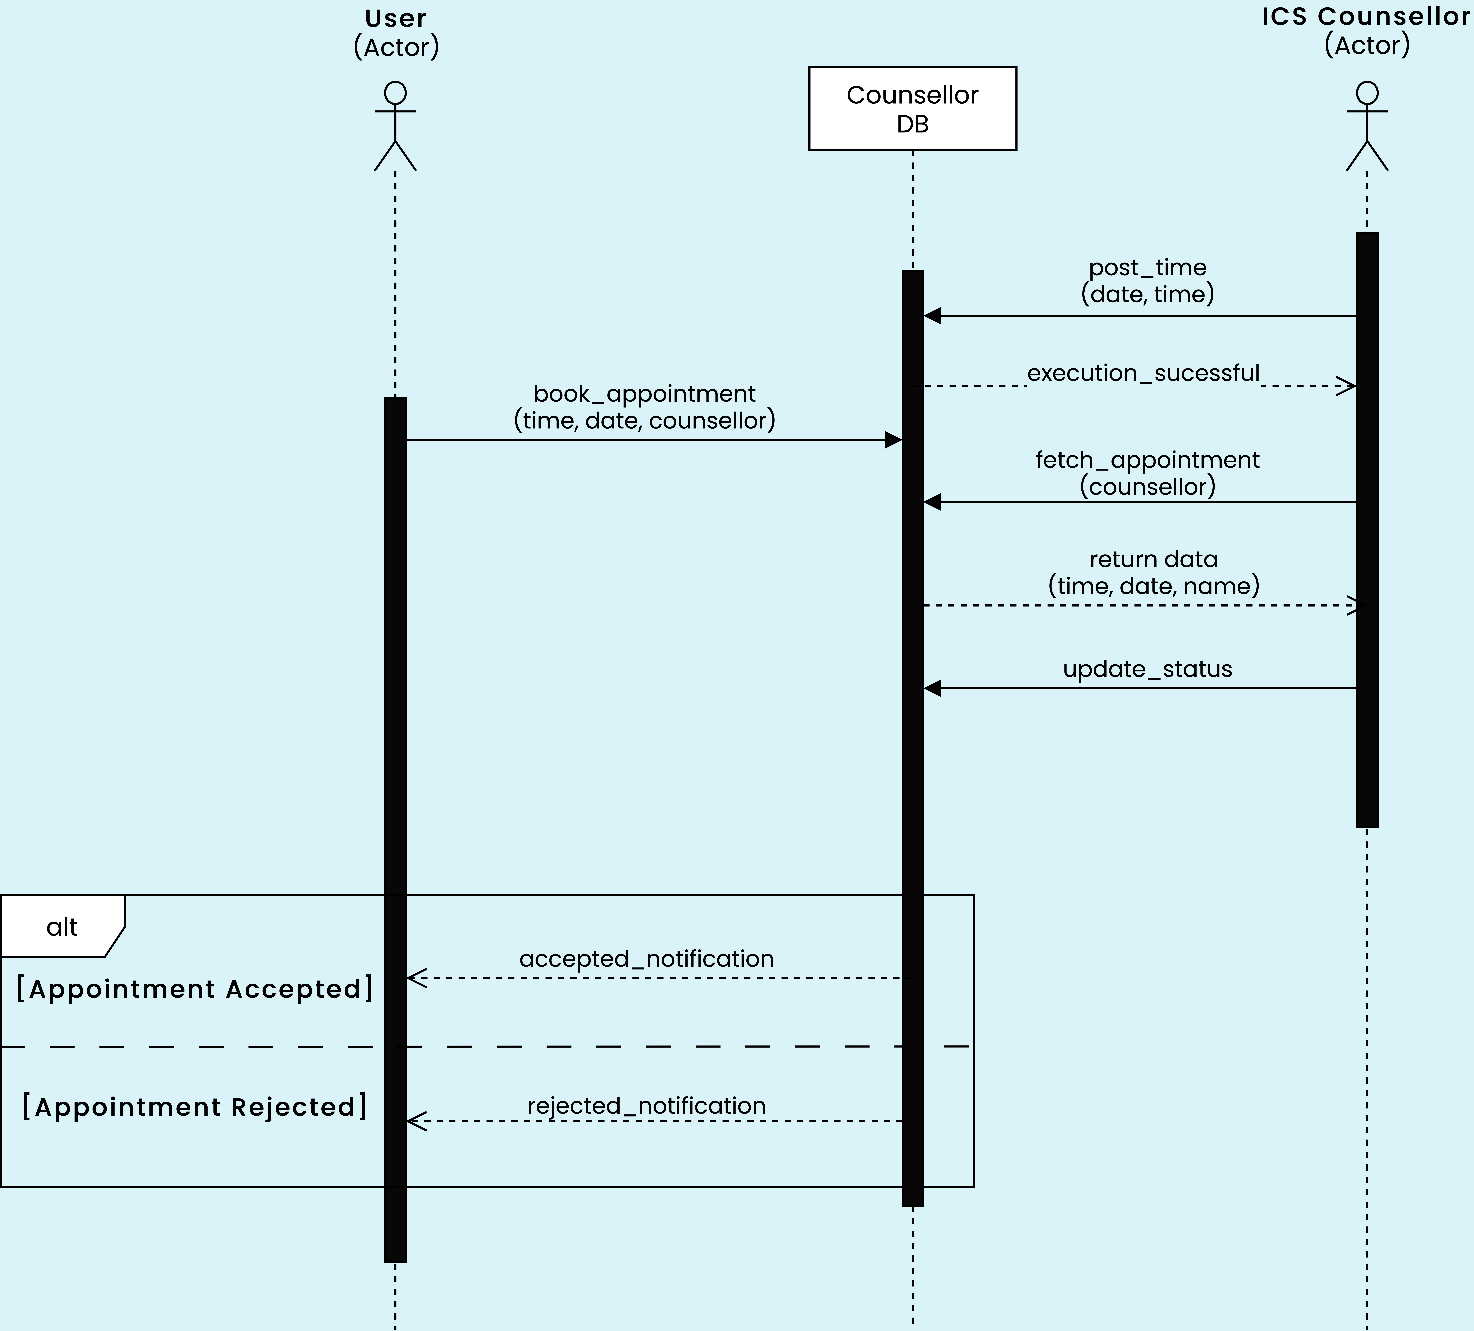 User
(Actor)
ICS Counsellor
(Actor)
Counsellor
DB
post_time
(date, time)
execution_sucessful
book_appointment
(time, date, counsellor)
fetch_appointment
(counsellor)
return data
(time, date, name)
update_status
alt
accepted_notification
[Appointment Accepted]
rejected_notification
[Appointment Rejected]